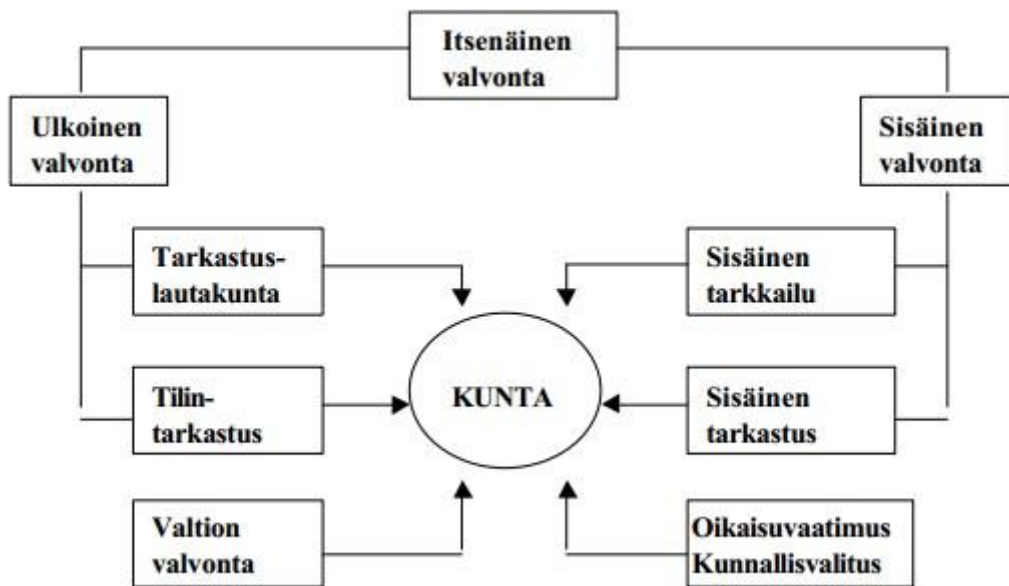 Itsenäinen
valvonta
Ulkoinen
valvonta
Sisäinen
valvonta
Tarkastus-
lautakunta
Sisäinen
tarkkailu
Tilin-
tarkastus
KUNTA
Sisäinen
tarkastus
Valtion
valvonta
Oikaisuvaatimus
Kunnallisvalitus